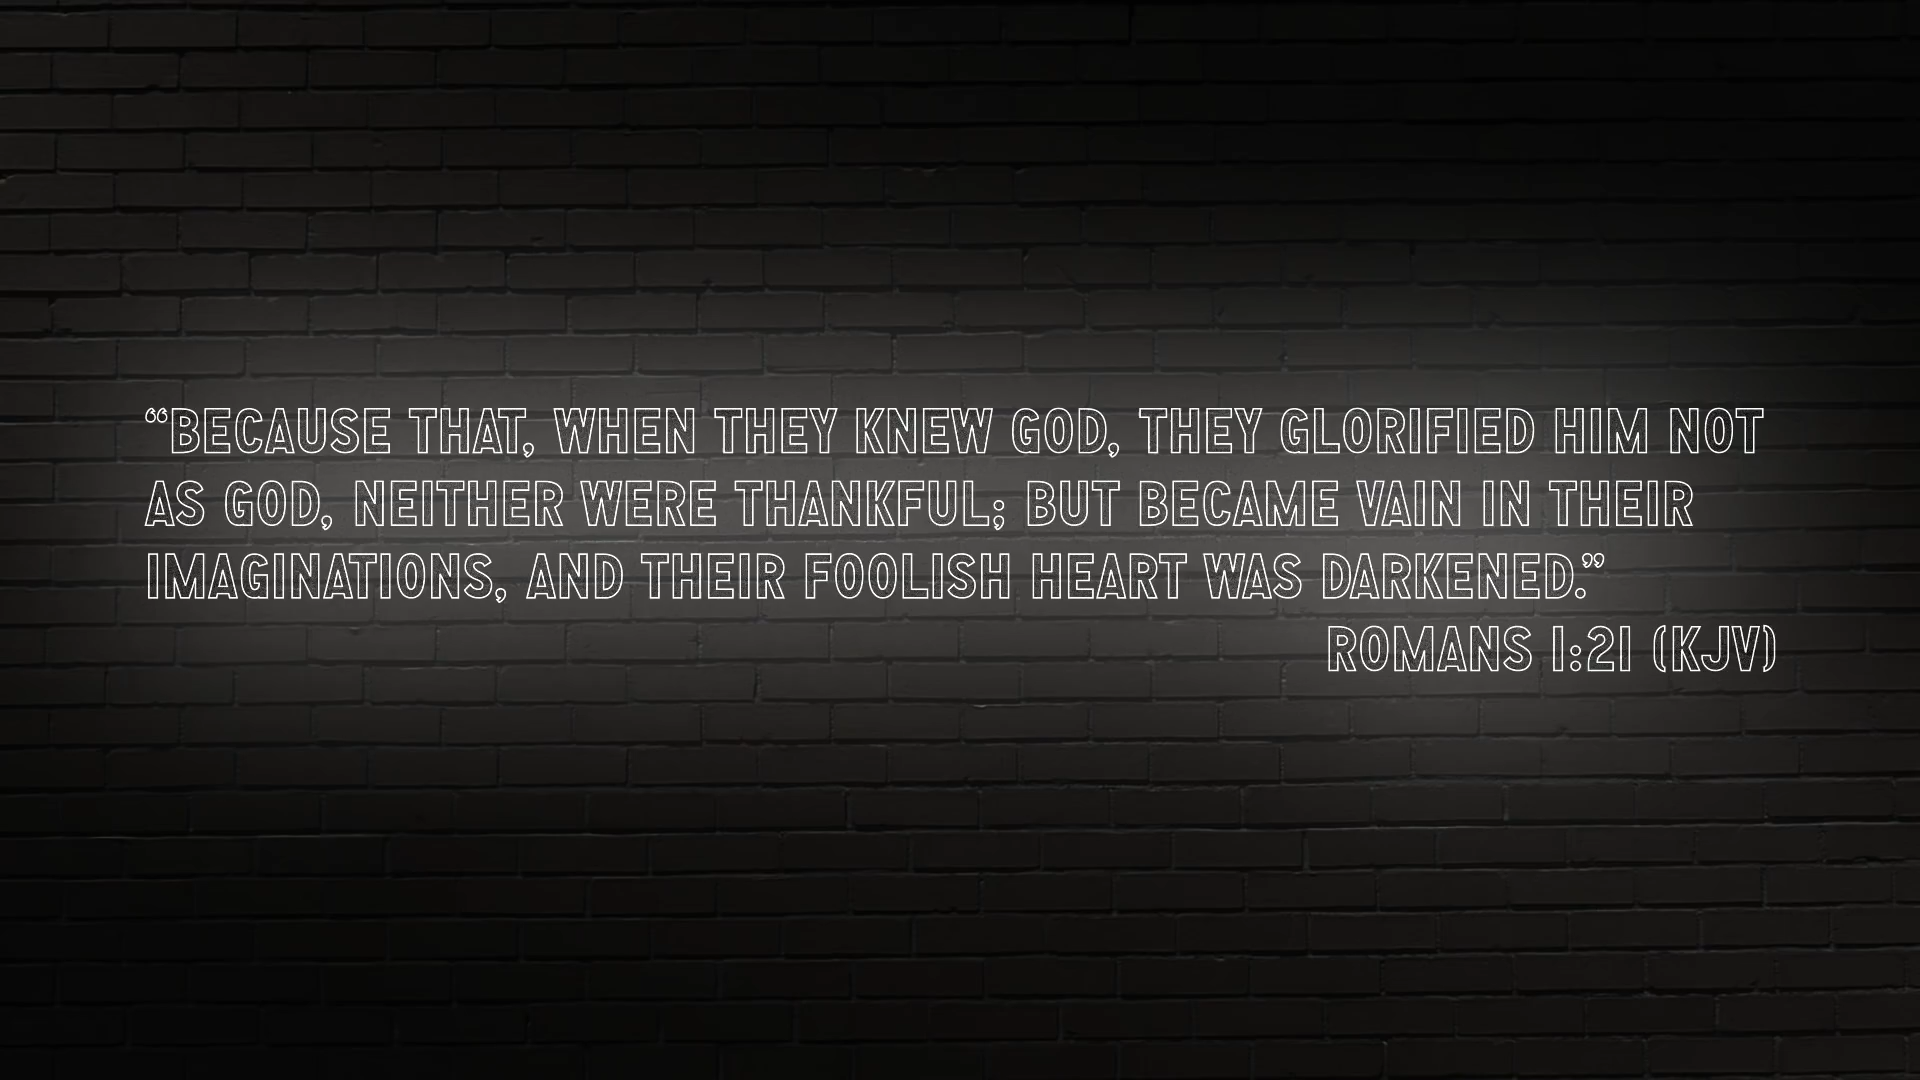 “BECAUSE THAT, WHEN THEY KNEW GOD, THEY GLORIFIED HIM NOT
AS GOD, NEITHER WERE THANKFUL; BUT BECAME VAIN IN THEIR
IMAGINATIONS, AND THEIR FOOLISH HEART WAS DARKENED.”
ROMANS 1:21 (KJV)